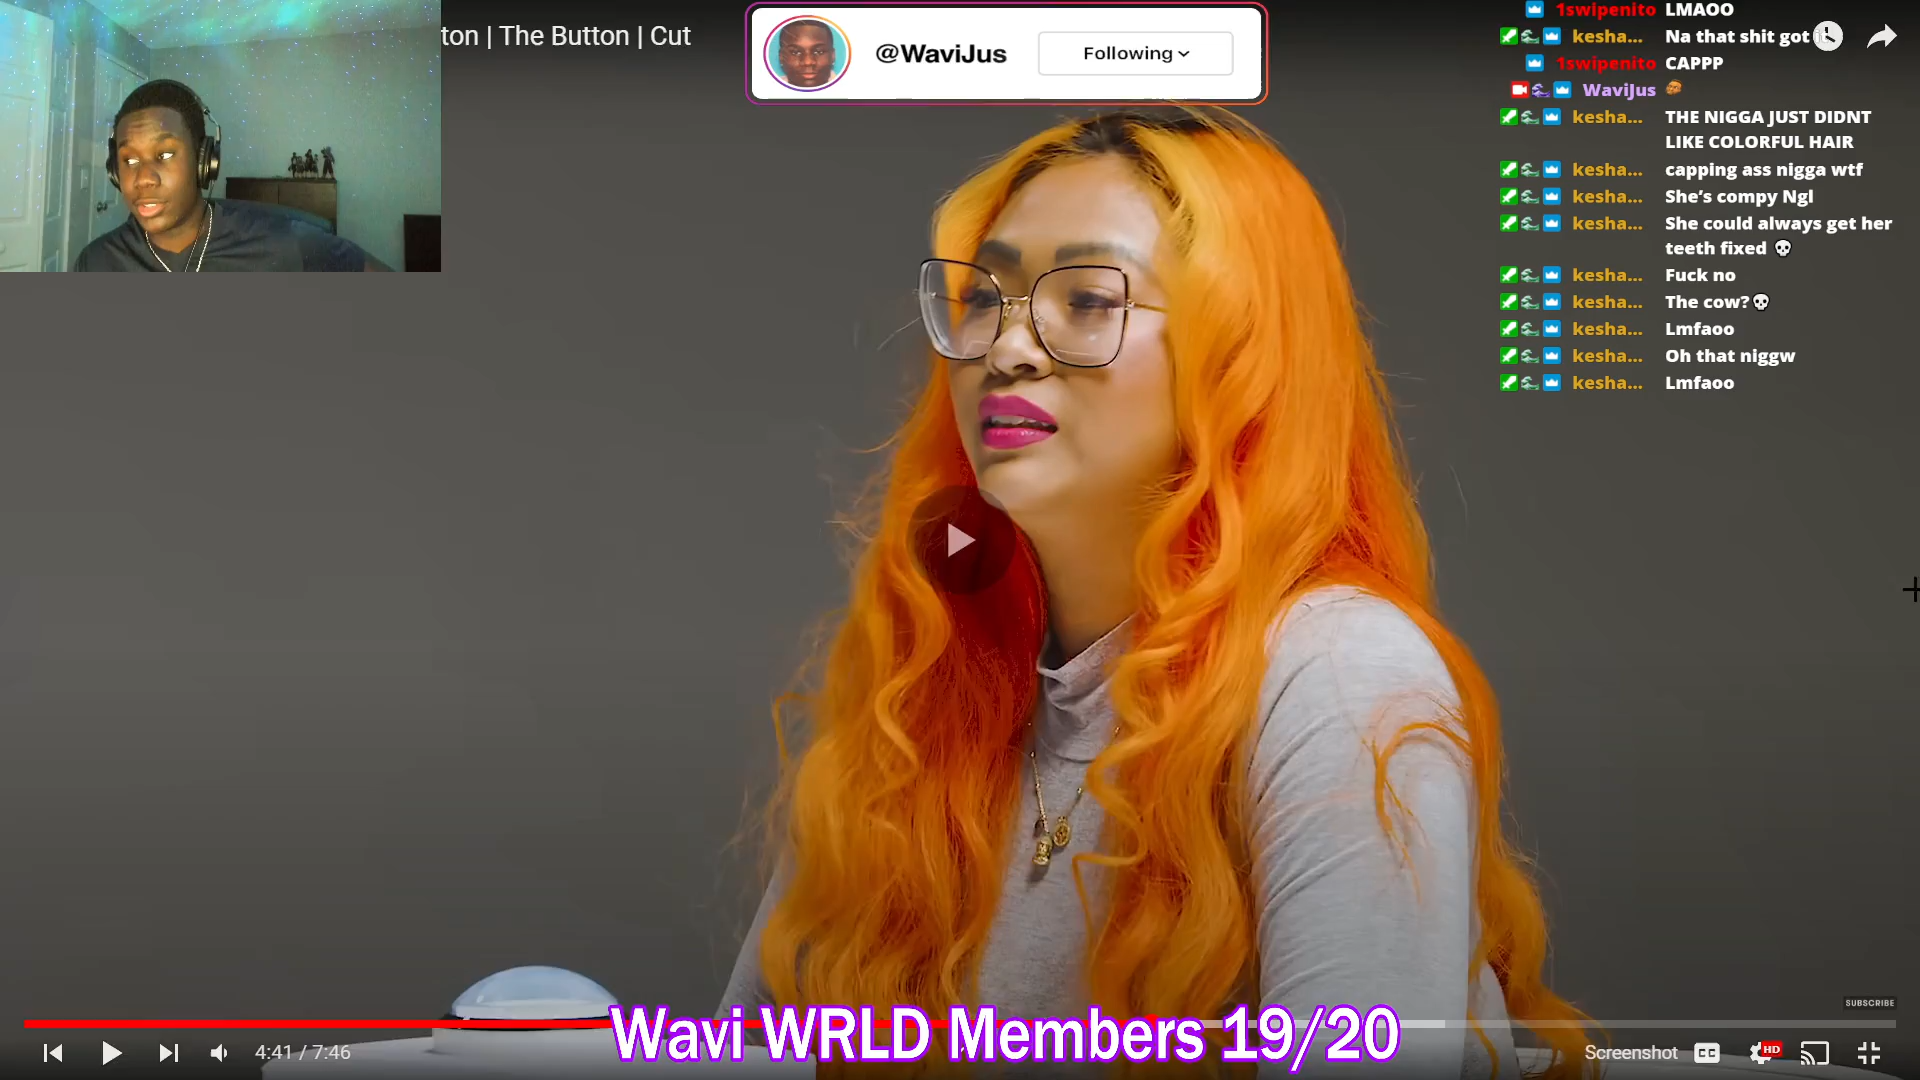 ton | The Button | Cut
@WaviJus
Following
1swipenito LMAOO
kesha... Na that shit got
1swipenito CAPPP
WaviJus
kesha... THE NIGGA JUST DIDNT
LIKE COLORFUL HAIR
kesha... capping ass nigga wtf
kesha... She's compy Ngl
kesha... She could always get her
teeth fixed 💀
kesha... Fuck no
kesha... The cow?💀
kesha... Lmfaoo
kesha... Oh that niggw
kesha... Lmfaoo
SUBSCRIBE
Wavi WRLD Members 19/20
4:41 / 7:46
Screenshot
CC
HD